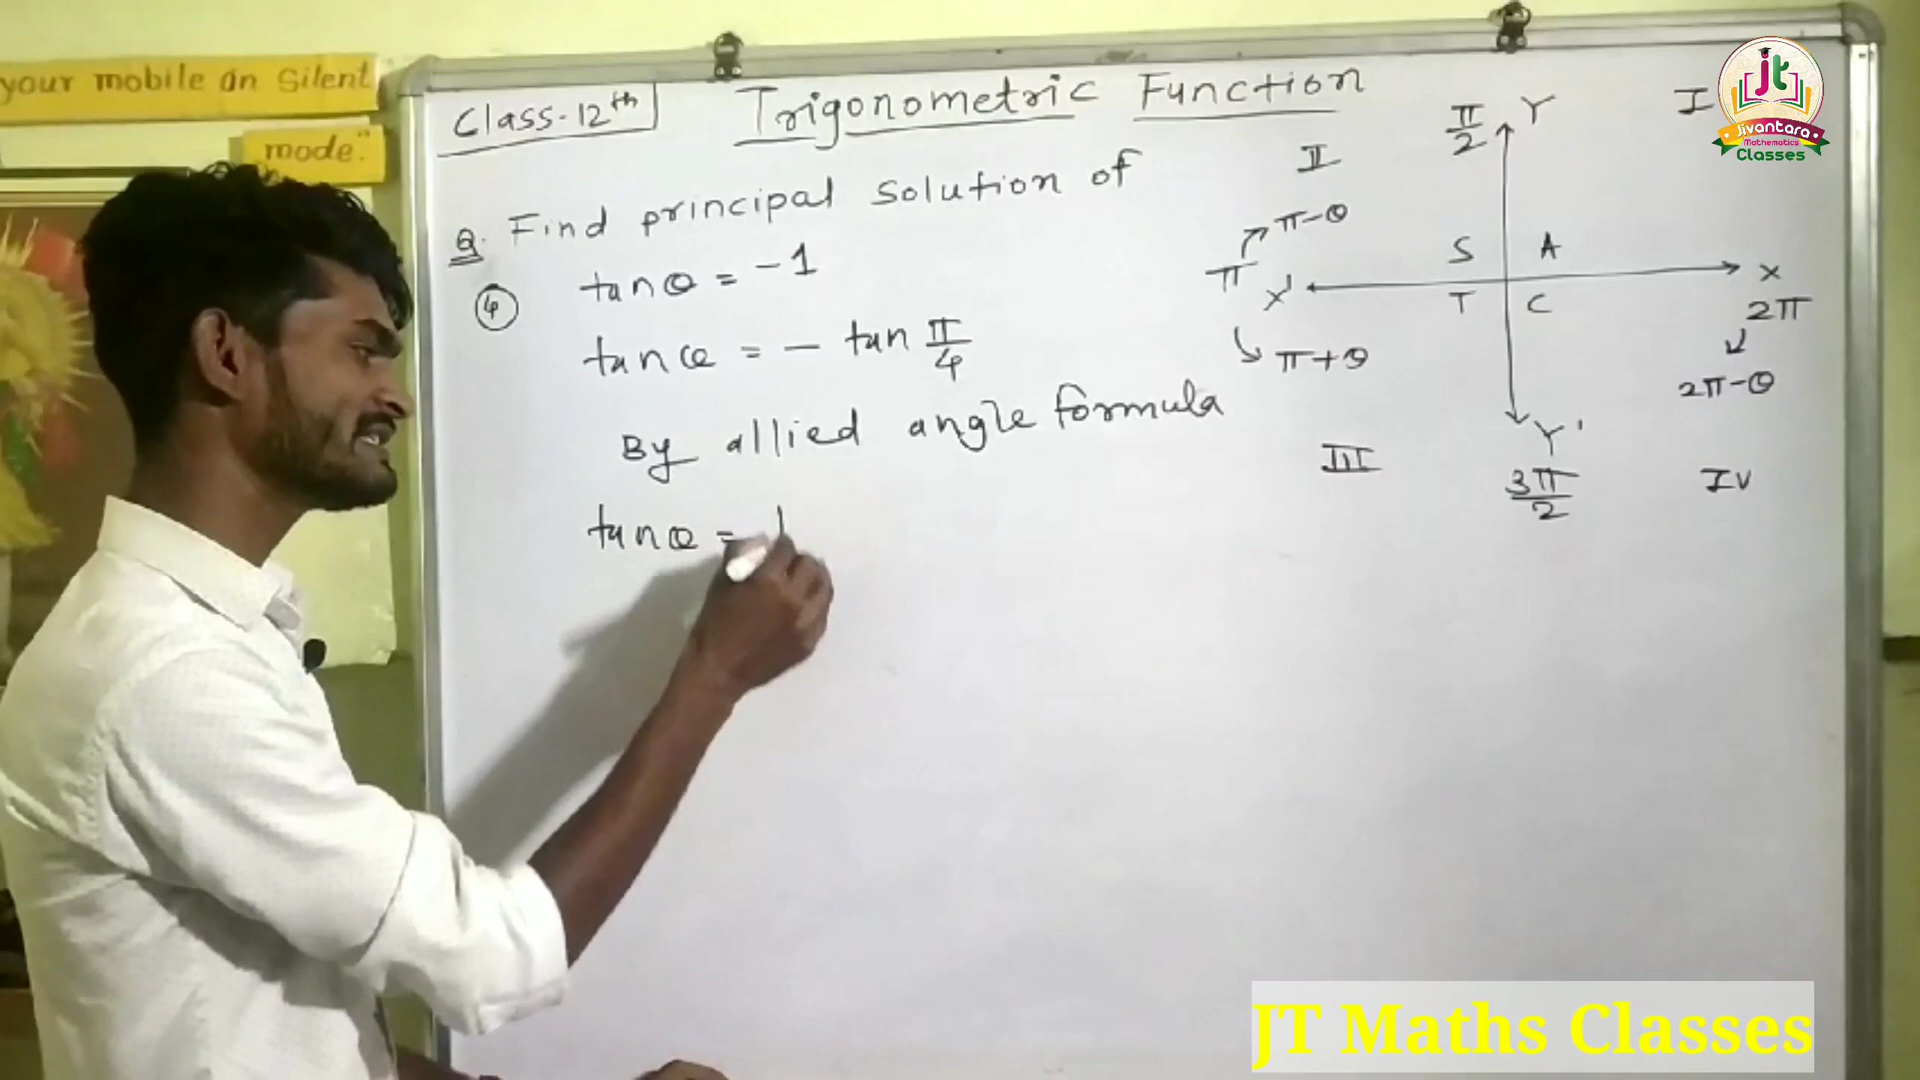 your mobile on Silent
mode."
Class-12th
Trigonometric Function
Q. Find principal solution of
④ tanθ = -1
tanθ = - tan π/4
By allied angle formula
tanθ =
π/2 Y I
II
π-θ
S A
π X' X
T C 2π
π+θ 2π-θ
Y'
III 3π/2 IV
jt
Jivantara
Mathematics
Classes
JT Maths Classes